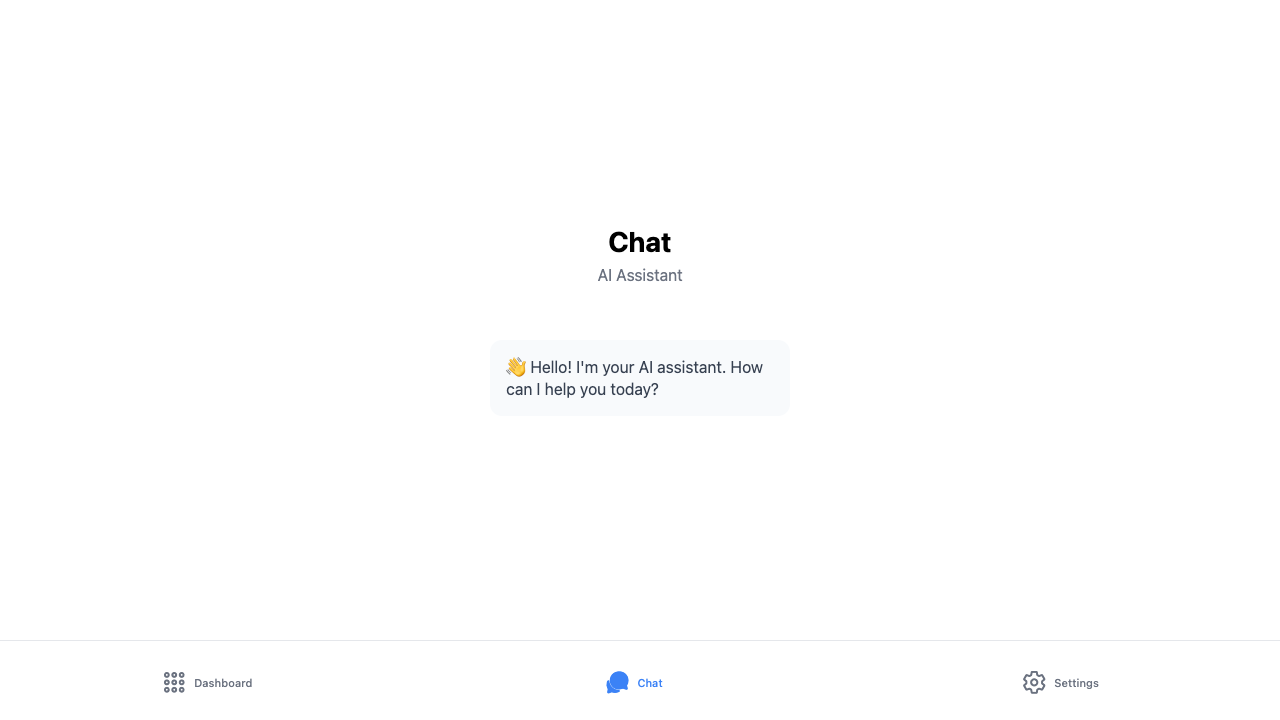 Chat
AI Assistant
👋 Hello! I'm your AI assistant. How
can I help you today?
Dashboard
Chat
Settings